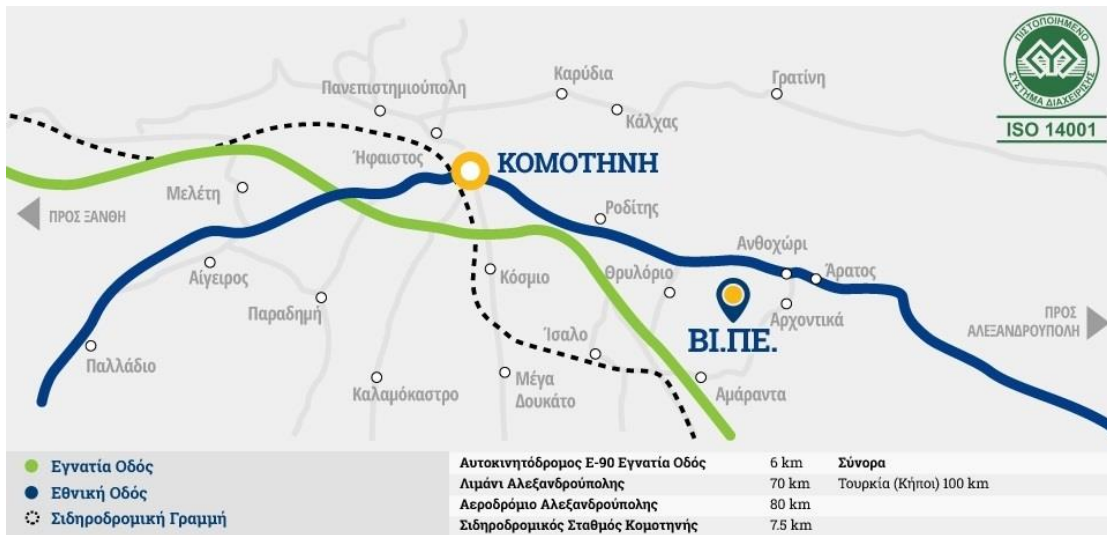 ΠΙΣΤΟΠΟΙΗΜΕΝΟ
ΣΥΣΤΗΜΑ ΔΙΑΧΕΙΡΙΣΗΣ
ISO 14001
Πανεπιστημιούπολη
Καρύδια
Γρατίνη
Κάλχας
Ήφαιστος
ΚΟΜΟΤΗΝΗ
Μελέτη
ΠΡΟΣ ΞΑΝΘΗ
Ροδίτης
Ανθοχώρι
Αίγειρος
Κόσμιο
Θρυλόριο
Άρατος
Παραδημή
Αρχοντικά
ΠΡΟΣ
ΑΛΕΞΑΝΔΡΟΥΠΟΛΗ
Ίσαλο
ΒΙ.ΠΕ.
Παλλάδιο
Καλαμόκαστρο
Μέγα
Δουκάτο
Αμάραντα
Εγνατία Οδός
Εθνική Οδός
Σιδηροδρομική Γραμμή
Αυτοκινητόδρομος Ε-90 Εγνατία Οδός 6 km Σύνορα
Λιμάνι Αλεξανδρούπολης 70 km Τουρκία (Κήποι) 100 km
Αεροδρόμιο Αλεξανδρούπολης 80 km
Σιδηροδρομικός Σταθμός Κομοτηνής 7.5 km